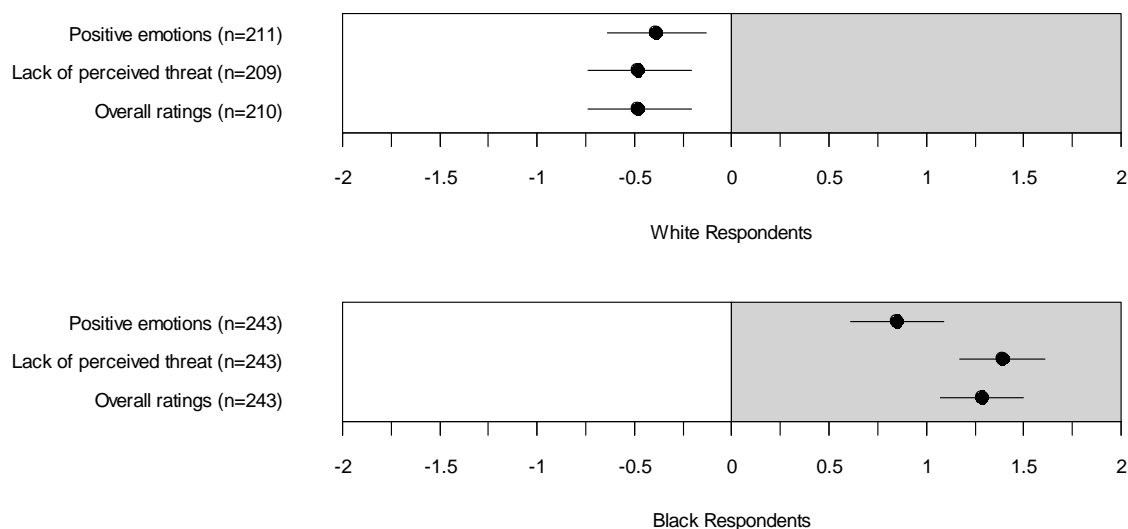 Positive emotions (n=211)
Lack of perceived threat (n=209)
Overall ratings (n=210)
-2 -1.5 -1 -0.5 0 0.5 1 1.5 2
White Respondents
Positive emotions (n=243)
Lack of perceived threat (n=243)
Overall ratings (n=243)
-2 -1.5 -1 -0.5 0 0.5 1 1.5 2
Black Respondents